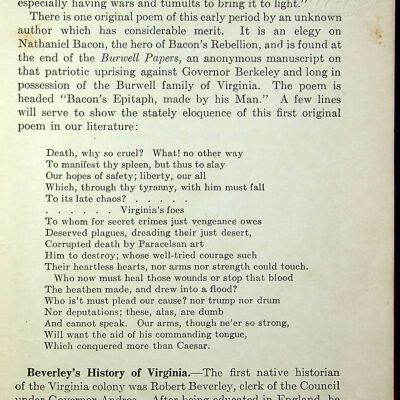 especially having wars and tumults to bring it to light."
There is one original poem of this early period by an unknown
author which has considerable merit. It is an elegy on
Nathaniel Bacon, the hero of Bacon's Rebellion, and is found at
the end of the Burwell Papers, an anonymous manuscript on
that patriotic uprising against Governor Berkeley and long in
possession of the Burwell family of Virginia. The poem is
headed "Bacon's Epitaph, made by his Man." A few lines
will serve to show the stately eloquence of this first original
poem in our literature:
Death, why so cruel? What! no other way
To manifest thy spleen, but thus to slay
Our hopes of safety; liberty, our all
Which, through thy tyranny, with him must fall
To its late chaos? . . . . .
. . . . . . Virginia's foes
To whom for secret crimes just vengeance owes
Deserved plagues, dreading their just desert,
Corrupted death by Paracelsan art
Him to destroy; whose well-tried courage such
Their heartless hearts, nor arms nor strength could touch.
Who now must heal those wounds or stop that blood
The heathen made, and drew into a flood?
Who is't must plead our cause? nor trump nor drum
Nor deputations; these, alas, are dumb
And cannot speak. Our arms, though ne'er so strong,
Will want the aid of his commanding tongue,
Which conquered more than Caesar.
Beverley's History of Virginia.—The first native historian
of the Virginia colony was Robert Beverley, clerk of the Council
under Governor Andros. After being educated in England, he